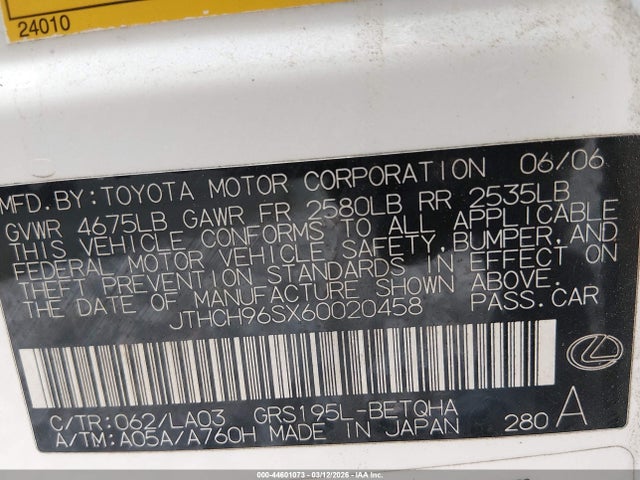 24010
MFD.BY:TOYOTA MOTOR CORPORATION 06/06
GVWR 4675LB GAWR FR 2580LB RR 2535LB
THIS VEHICLE CONFORMS TO ALL APPLICABLE
FEDERAL MOTOR VEHICLE SAFETY,BUMPER,AND
THEFT PREVENTION STANDARDS IN EFFECT ON
THE DATE OF MANUFACTURE SHOWN ABOVE.
JTHCH96SX60020458 PASS.CAR
C/TR:062/LA03 GRS195L-BETQHA
A/TM:A05A/A760H MADE IN JAPAN 280 A
000-44601073 - 03/12/2026 - IAA Inc.